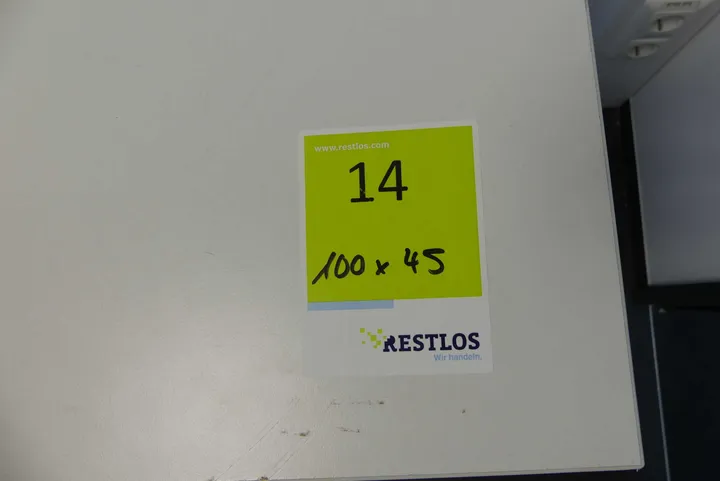 www.restlos.com
14
100 x 45
RESTLOS
Wir handeln.